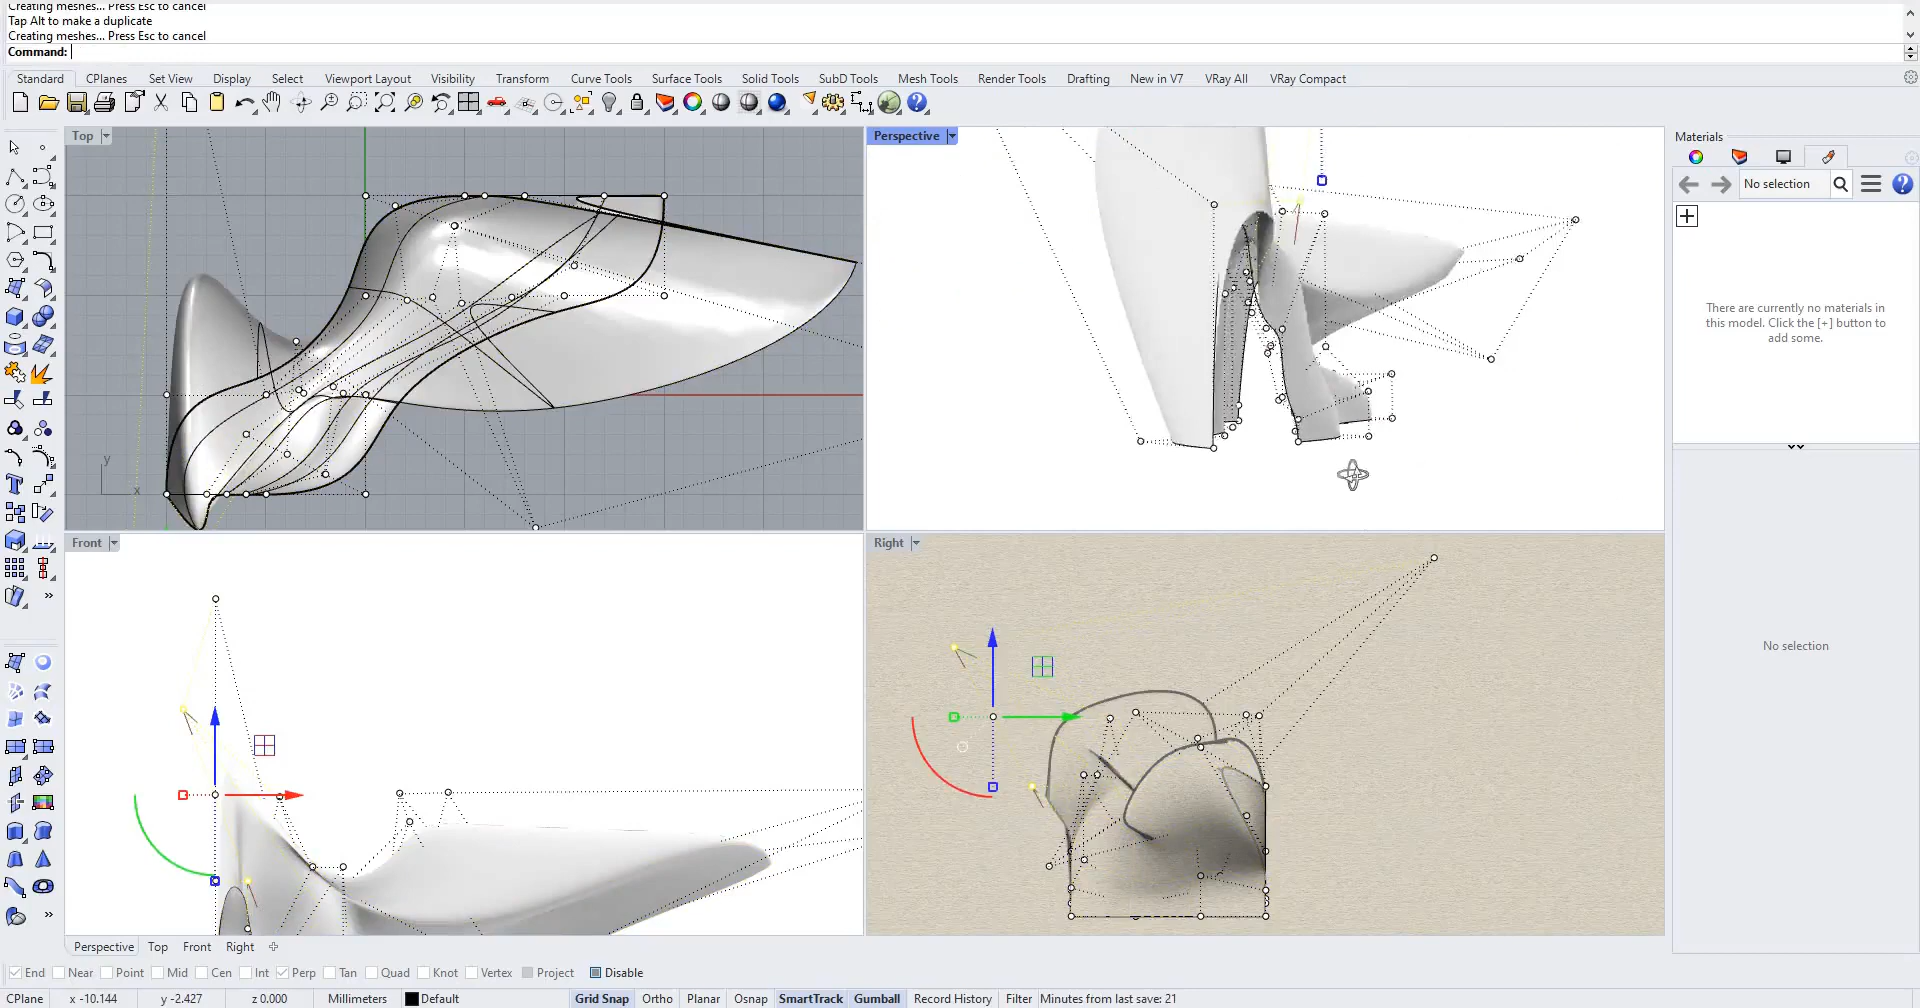 Creating meshes... Press Esc to cancel
Tap Alt to make a duplicate
Creating meshes... Press Esc to cancel
Command:
Standard CPlanes Set View Display Select Viewport Layout Visibility Transform Curve Tools Surface Tools Solid Tools SubD Tools Mesh Tools Render Tools Drafting New in V7 VRay All VRay Compact
Top
Perspective
Materials
No selection
There are currently no materials in
this model. Click the [+] button to
add some.
y
x
Front
Right
No selection
Perspective Top Front Right
End Near Point Mid Cen Int Perp Tan Quad Knot Vertex Project Disable
CPlane x -10.144 y -2.427 z 0.000 Millimeters Default Grid Snap Ortho Planar Osnap SmartTrack Gumball Record History Filter Minutes from last save: 21